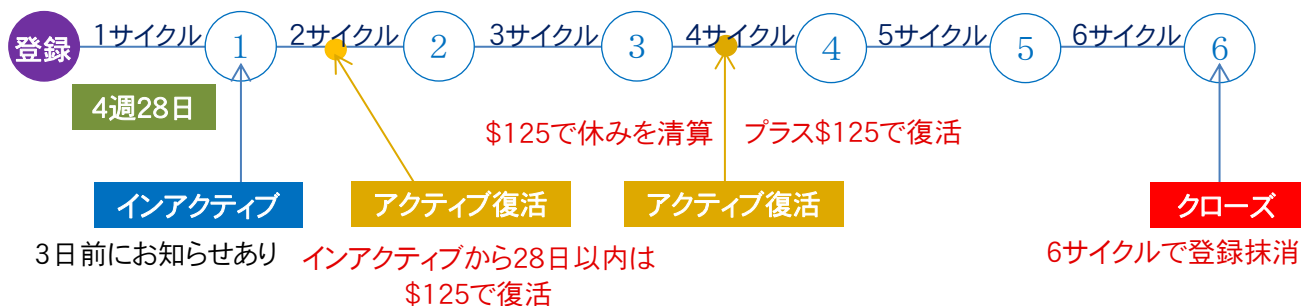 登録 1サイクル 1 2サイクル 2 3サイクル 3 4サイクル 4 5サイクル 5 6サイクル 6
4週28日
$125で休みを清算 プラス$125で復活
インアクティブ アクティブ復活 アクティブ復活 クローズ
3日前にお知らせあり インアクティブから28日以内は 6サイクルで登録抹消
$125で復活